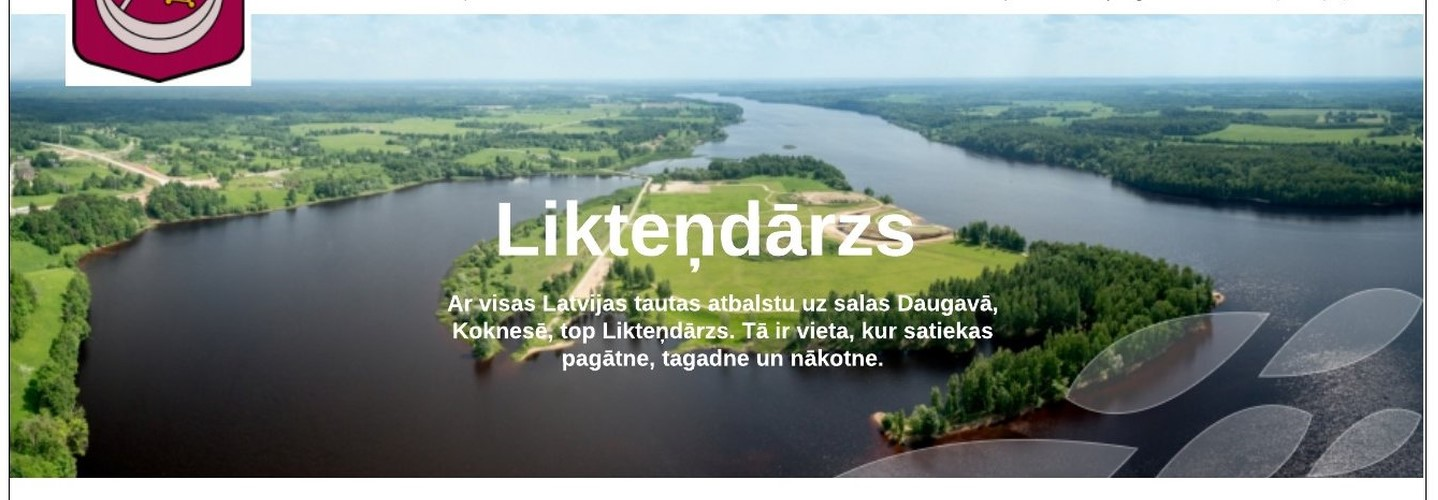 Likteņdārzs
Ar visas Latvijas tautas atbalstu uz salas Daugavā,
Koknesē, top Likteņdārzs. Tā ir vieta, kur satiekas
pagātne, tagadne un nākotne.